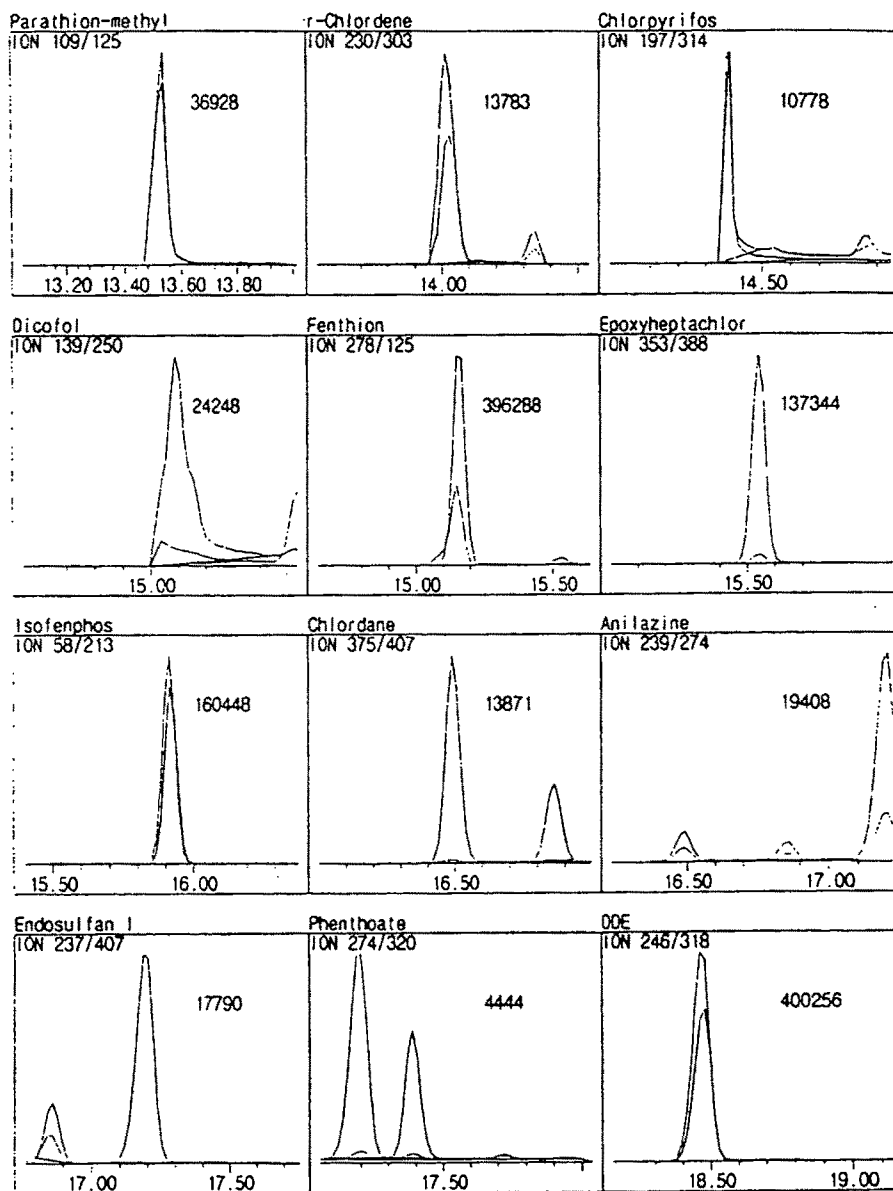 Parathion-methyl
ION 109/125
36928
13.20 13.40 13.60 13.80
r-Chlordene
ION 230/303
13783
14.00
Chlorpyrifos
ION 197/314
10778
14.50
Dicofol
ION 139/250
24248
15.00
Fenthion
ION 278/125
396288
15.00 15.50
Epoxyheptachlor
ION 353/388
137344
15.50
Isofenphos
ION 58/213
160448
15.50 16.00
Chlordane
ION 375/407
13871
16.50
Anilazine
ION 239/274
19408
16.50 17.00
Endosulfan I
ION 237/407
17790
17.00 17.50
Phenthoate
ION 274/320
4444
17.50
DDE
ION 246/318
400256
18.50 19.00